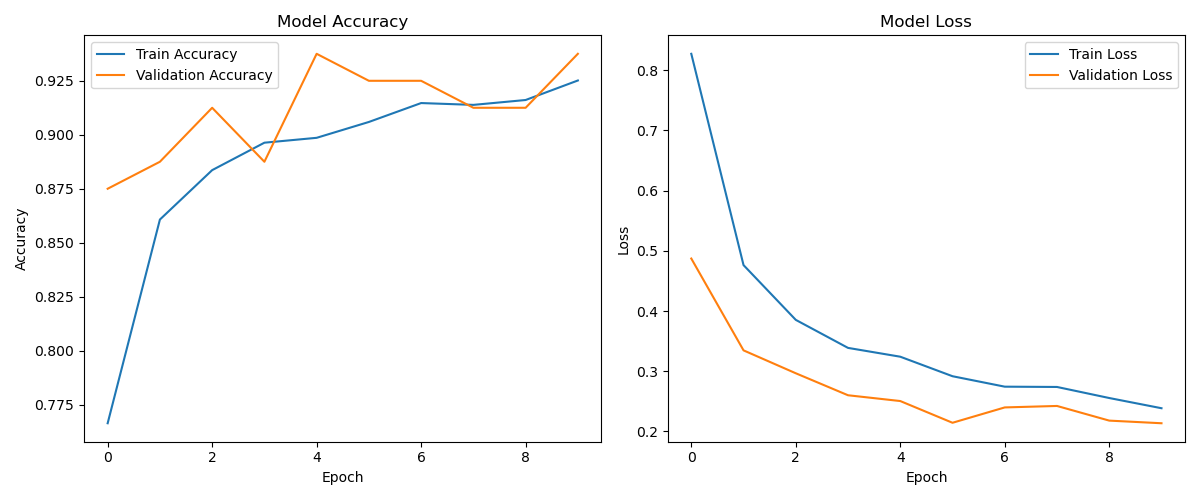 Model Accuracy
Train Accuracy
Validation Accuracy
0.925
0.900
0.875
0.850
0.825
0.800
0.775
Accuracy
0 2 4 6 8
Epoch
Model Loss
Train Loss
Validation Loss
0.8
0.7
0.6
0.5
0.4
0.3
0.2
Loss
0 2 4 6 8
Epoch